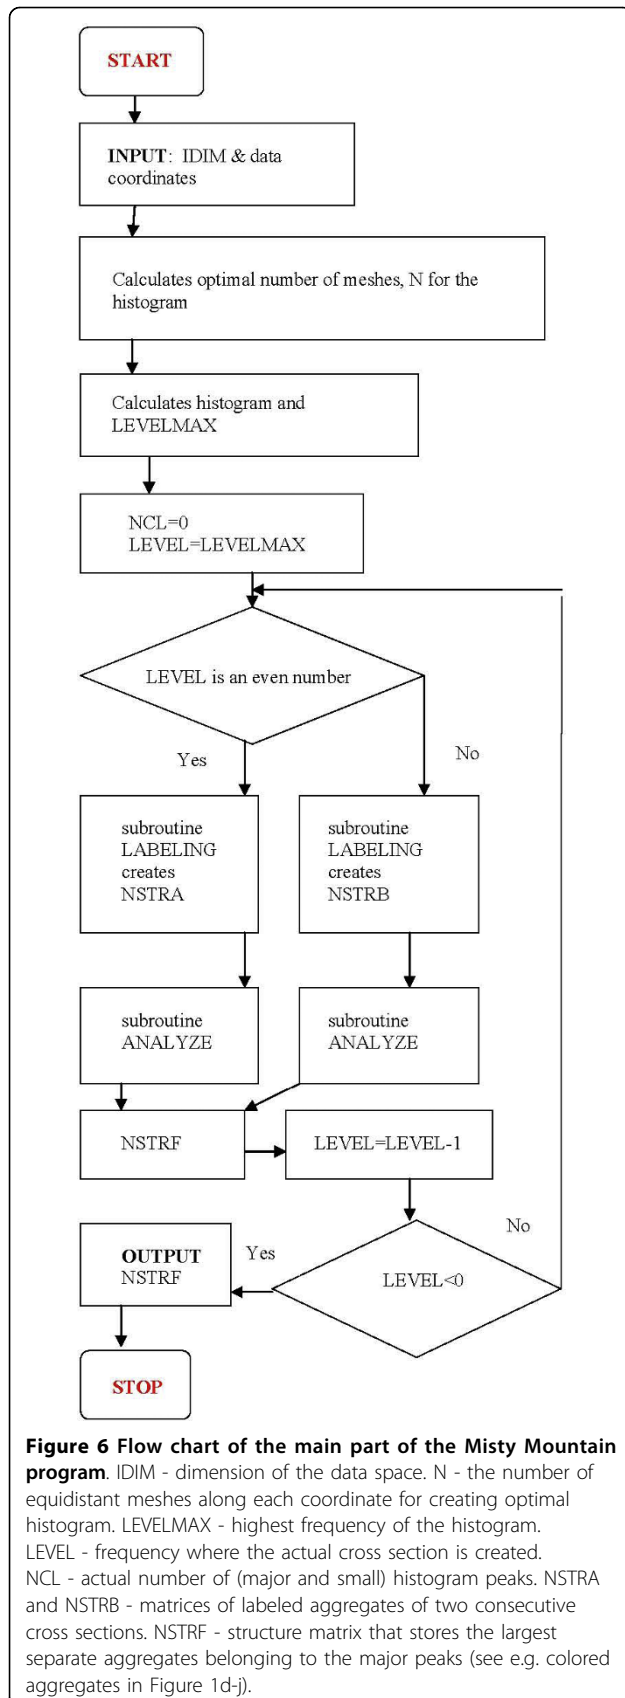 START
INPUT: IDIM & data
coordinates
Calculates optimal number of meshes, N for the
histogram
Calculates histogram and
LEVELMAX
NCL=0
LEVEL=LEVELMAX
LEVEL is an even number
Yes
No
subroutine
LABELING
creates
NSTRA
subroutine
LABELING
creates
NSTRB
subroutine
ANALYZE
subroutine
ANALYZE
NSTRF
LEVEL=LEVEL-1
No
Yes
OUTPUT
NSTRF
LEVEL<0
STOP
Figure 6 Flow chart of the main part of the Misty Mountain
program. IDIM - dimension of the data space. N - the number of
equidistant meshes along each coordinate for creating optimal
histogram. LEVELMAX - highest frequency of the histogram.
LEVEL - frequency where the actual cross section is created.
NCL - actual number of (major and small) histogram peaks. NSTRA
and NSTRB - matrices of labeled aggregates of two consecutive
cross sections. NSTRF - structure matrix that stores the largest
separate aggregates belonging to the major peaks (see e.g. colored
aggregates in Figure 1d-j).